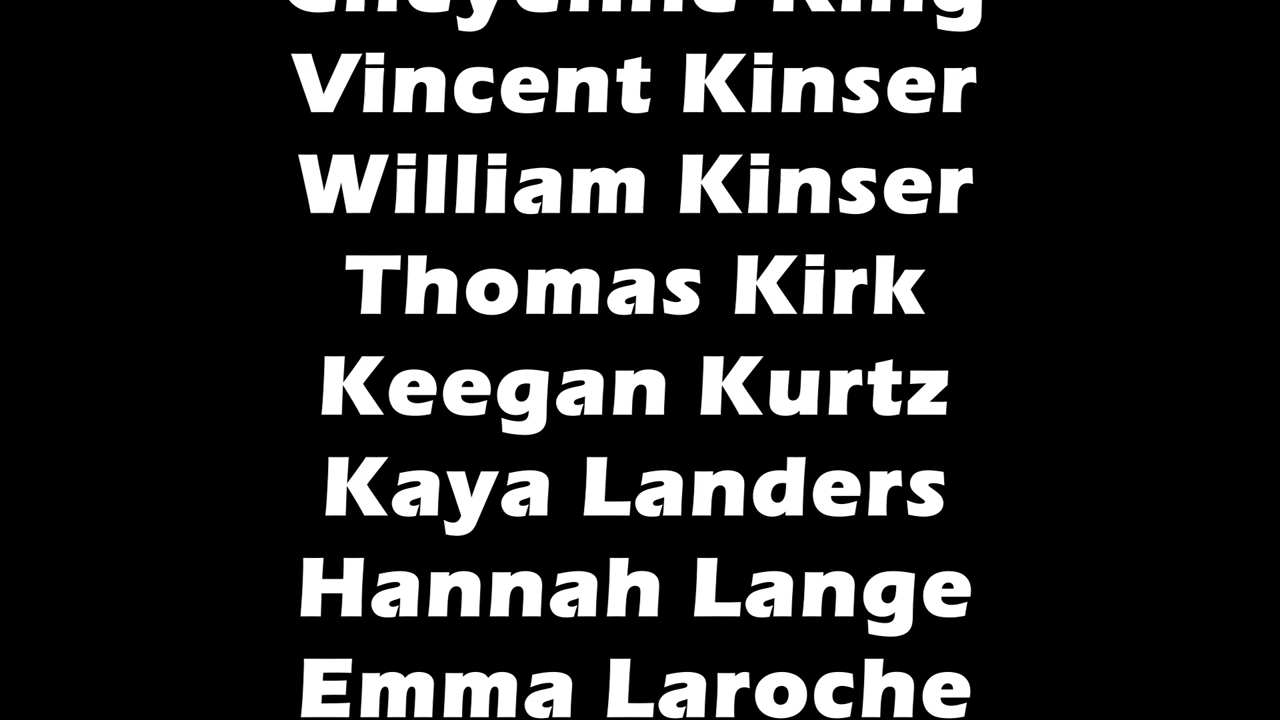 Cheyenne King
Vincent Kinser
William Kinser
Thomas Kirk
Keegan Kurtz
Kaya Landers
Hannah Lange
Emma Laroche